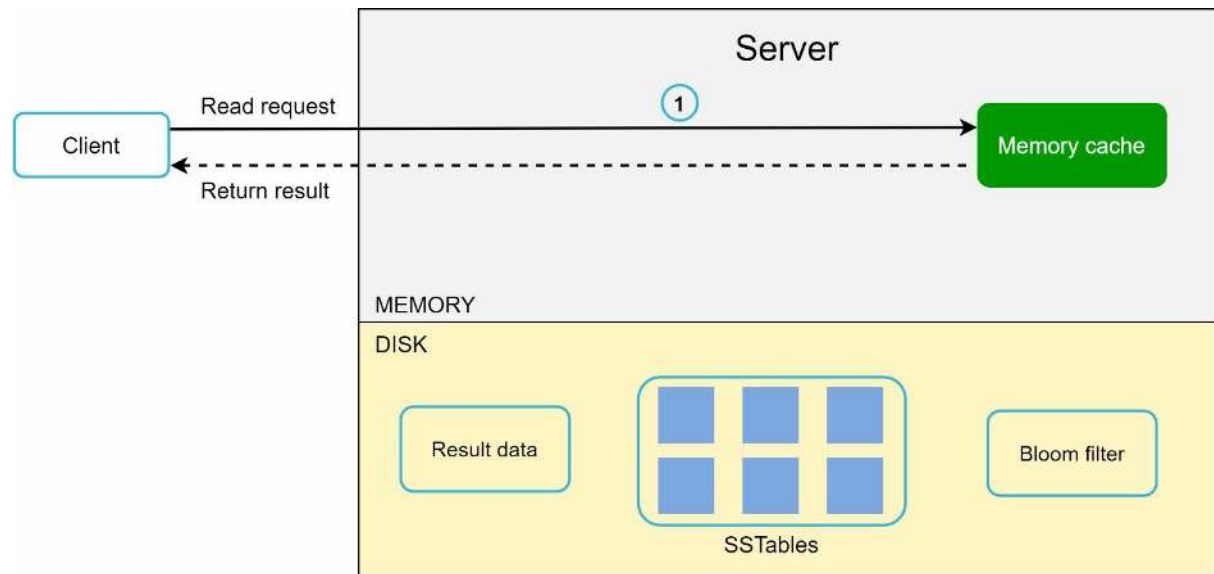 Server
Read request
1
Client
Memory cache
Return result
MEMORY
DISK
Result data
Bloom filter
SSTables